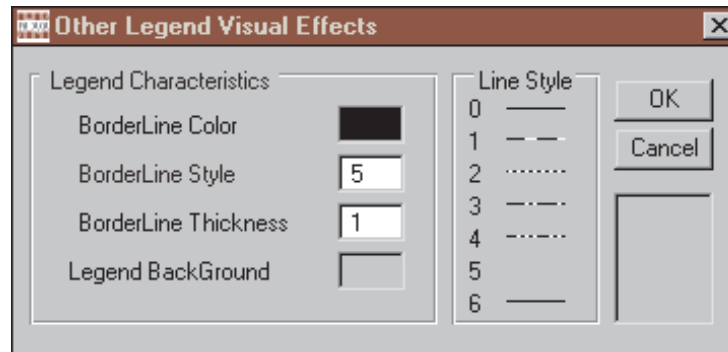 Other Legend Visual Effects
Legend Characteristics
BorderLine Color
BorderLine Style 5
BorderLine Thickness 1
Legend BackGround
Line Style
0
1
2
3
4
5
6
OK
Cancel